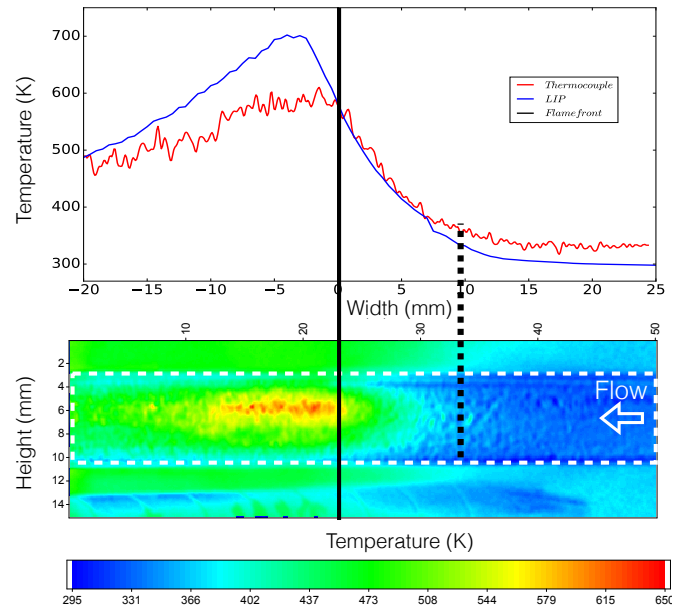 700
600
500
400
300
Temperature (K)
Thermocouple
LIP
Flamefront
−20 −15 −10 −5 0 5 10 15 20 25
Width (mm)
10 20 30 40 50
2
4
6
8
10
12
14
Height (mm)
Flow
Temperature (K)
295 331 366 402 437 473 508 544 579 615 650